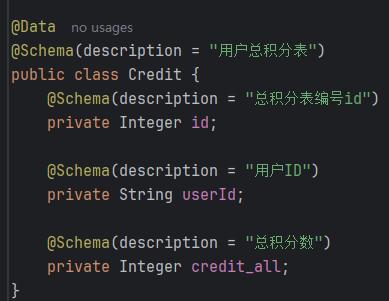 @Data no usages
@Schema(description = "用户总积分表")
public class Credit {
@Schema(description = "总积分表编号id")
private Integer id;
@Schema(description = "用户ID")
private String userId;
@Schema(description = "总积分数")
private Integer credit_all;
}